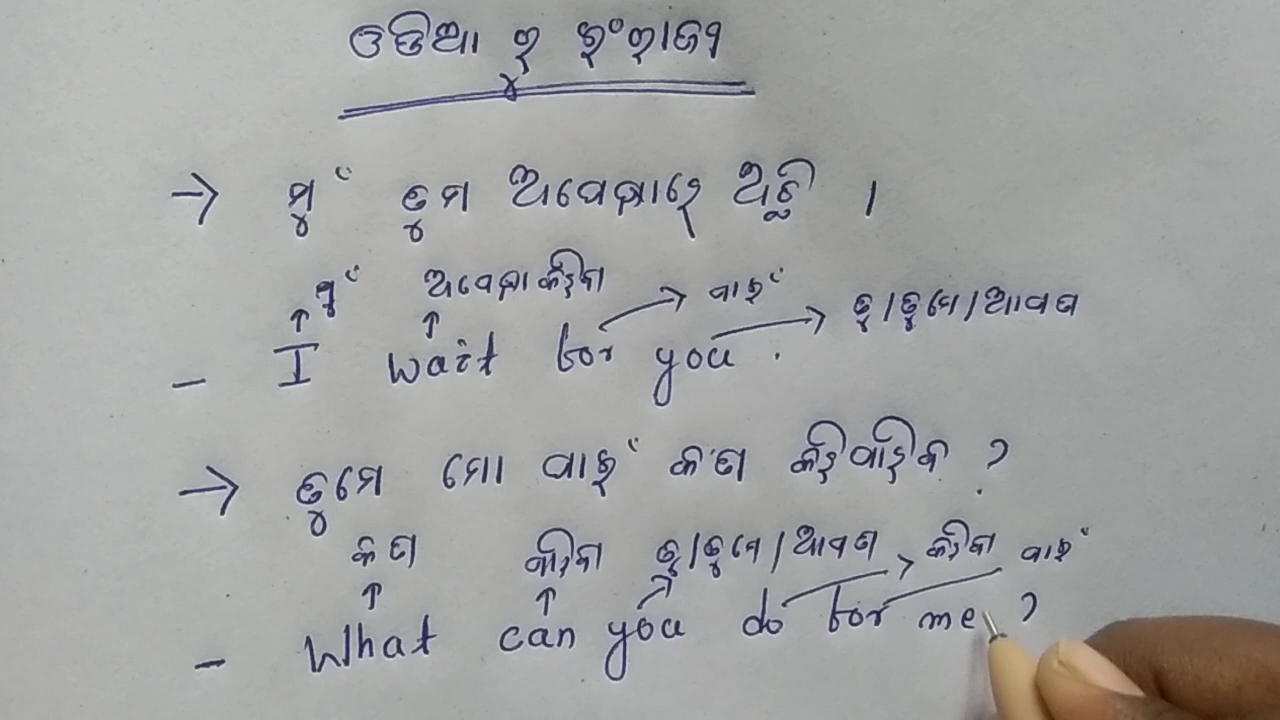 ଓଡିଆ ରୁ ଇଂରାଜୀ
→ ମୁଁ ତୁମ ଅପେକ୍ଷାରେ ଅଛି ।
ମୁଁ ଅପେକ୍ଷା କରିବା → ପାଇଁ → ତୁ/ତୁମେ/ଆପଣ
- I wait for you .
→ ତୁମେ ମୋ ପାଇଁ କଣ କରିପାରିବ ?
କଣ ପାରିବା ତୁ/ତୁମେ/ଆପଣ → କରିବା ପାଇଁ
- What can you do for me ?